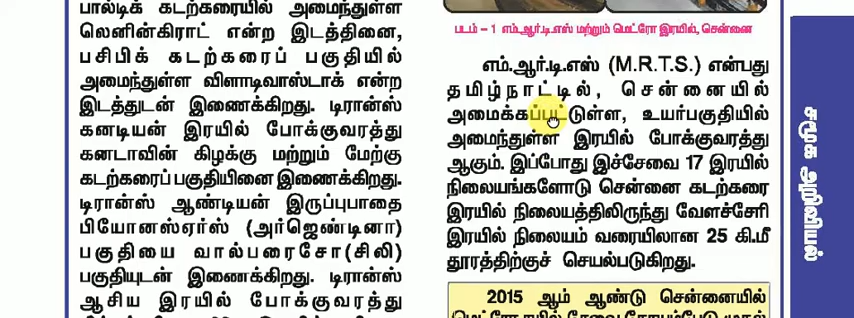 பால்டிக் கடற்கரையில் அமைந்துள்ள
லெனின்கிராட் என்ற இடத்தினை,
பசிபிக் கடற்கரைப் பகுதியில்
அமைந்துள்ள விளாடிவாஸ்டாக் என்ற
இடத்துடன் இணைக்கிறது. டிரான்ஸ்
கனடியன் இரயில் போக்குவரத்து
கனடாவின் கிழக்கு மற்றும் மேற்கு
கடற்கரைப் பகுதியினை இணைக்கிறது.
டிரான்ஸ் ஆண்டியன் இருப்புபாதை
பியோனஸ்ஏர்ஸ் (அர்ஜெண்டினா)
பகுதியை வால்பரைசோ(சிலி)
பகுதியுடன் இணைக்கிறது. டிரான்ஸ்
ஆசிய இரயில் போக்குவரத்து
படம் – 1 எம்.ஆர்.டி.எஸ் மற்றும் மெட்ரோ இரயில், சென்னை
எம்.ஆர்.டி.எஸ் (M.R.T.S.) என்பது
தமிழ்நாட்டில், சென்னையில்
அமைக்கப்பட்டுள்ள, உயர்பகுதியில்
அமைந்துள்ள இரயில் போக்குவரத்து
ஆகும். இப்போது இச்சேவை 17 இரயில்
நிலையங்களோடு சென்னை கடற்கரை
இரயில் நிலையத்திலிருந்து வேளச்சேரி
இரயில் நிலையம் வரையிலான 25 கி.மீ
தூரத்திற்குச் செயல்படுகிறது.
2015 ஆம் ஆண்டு சென்னையில்
மெட்ரோ ரயில் சேவை கோயம்பேடு முதல்
சமூக அறிவியல்